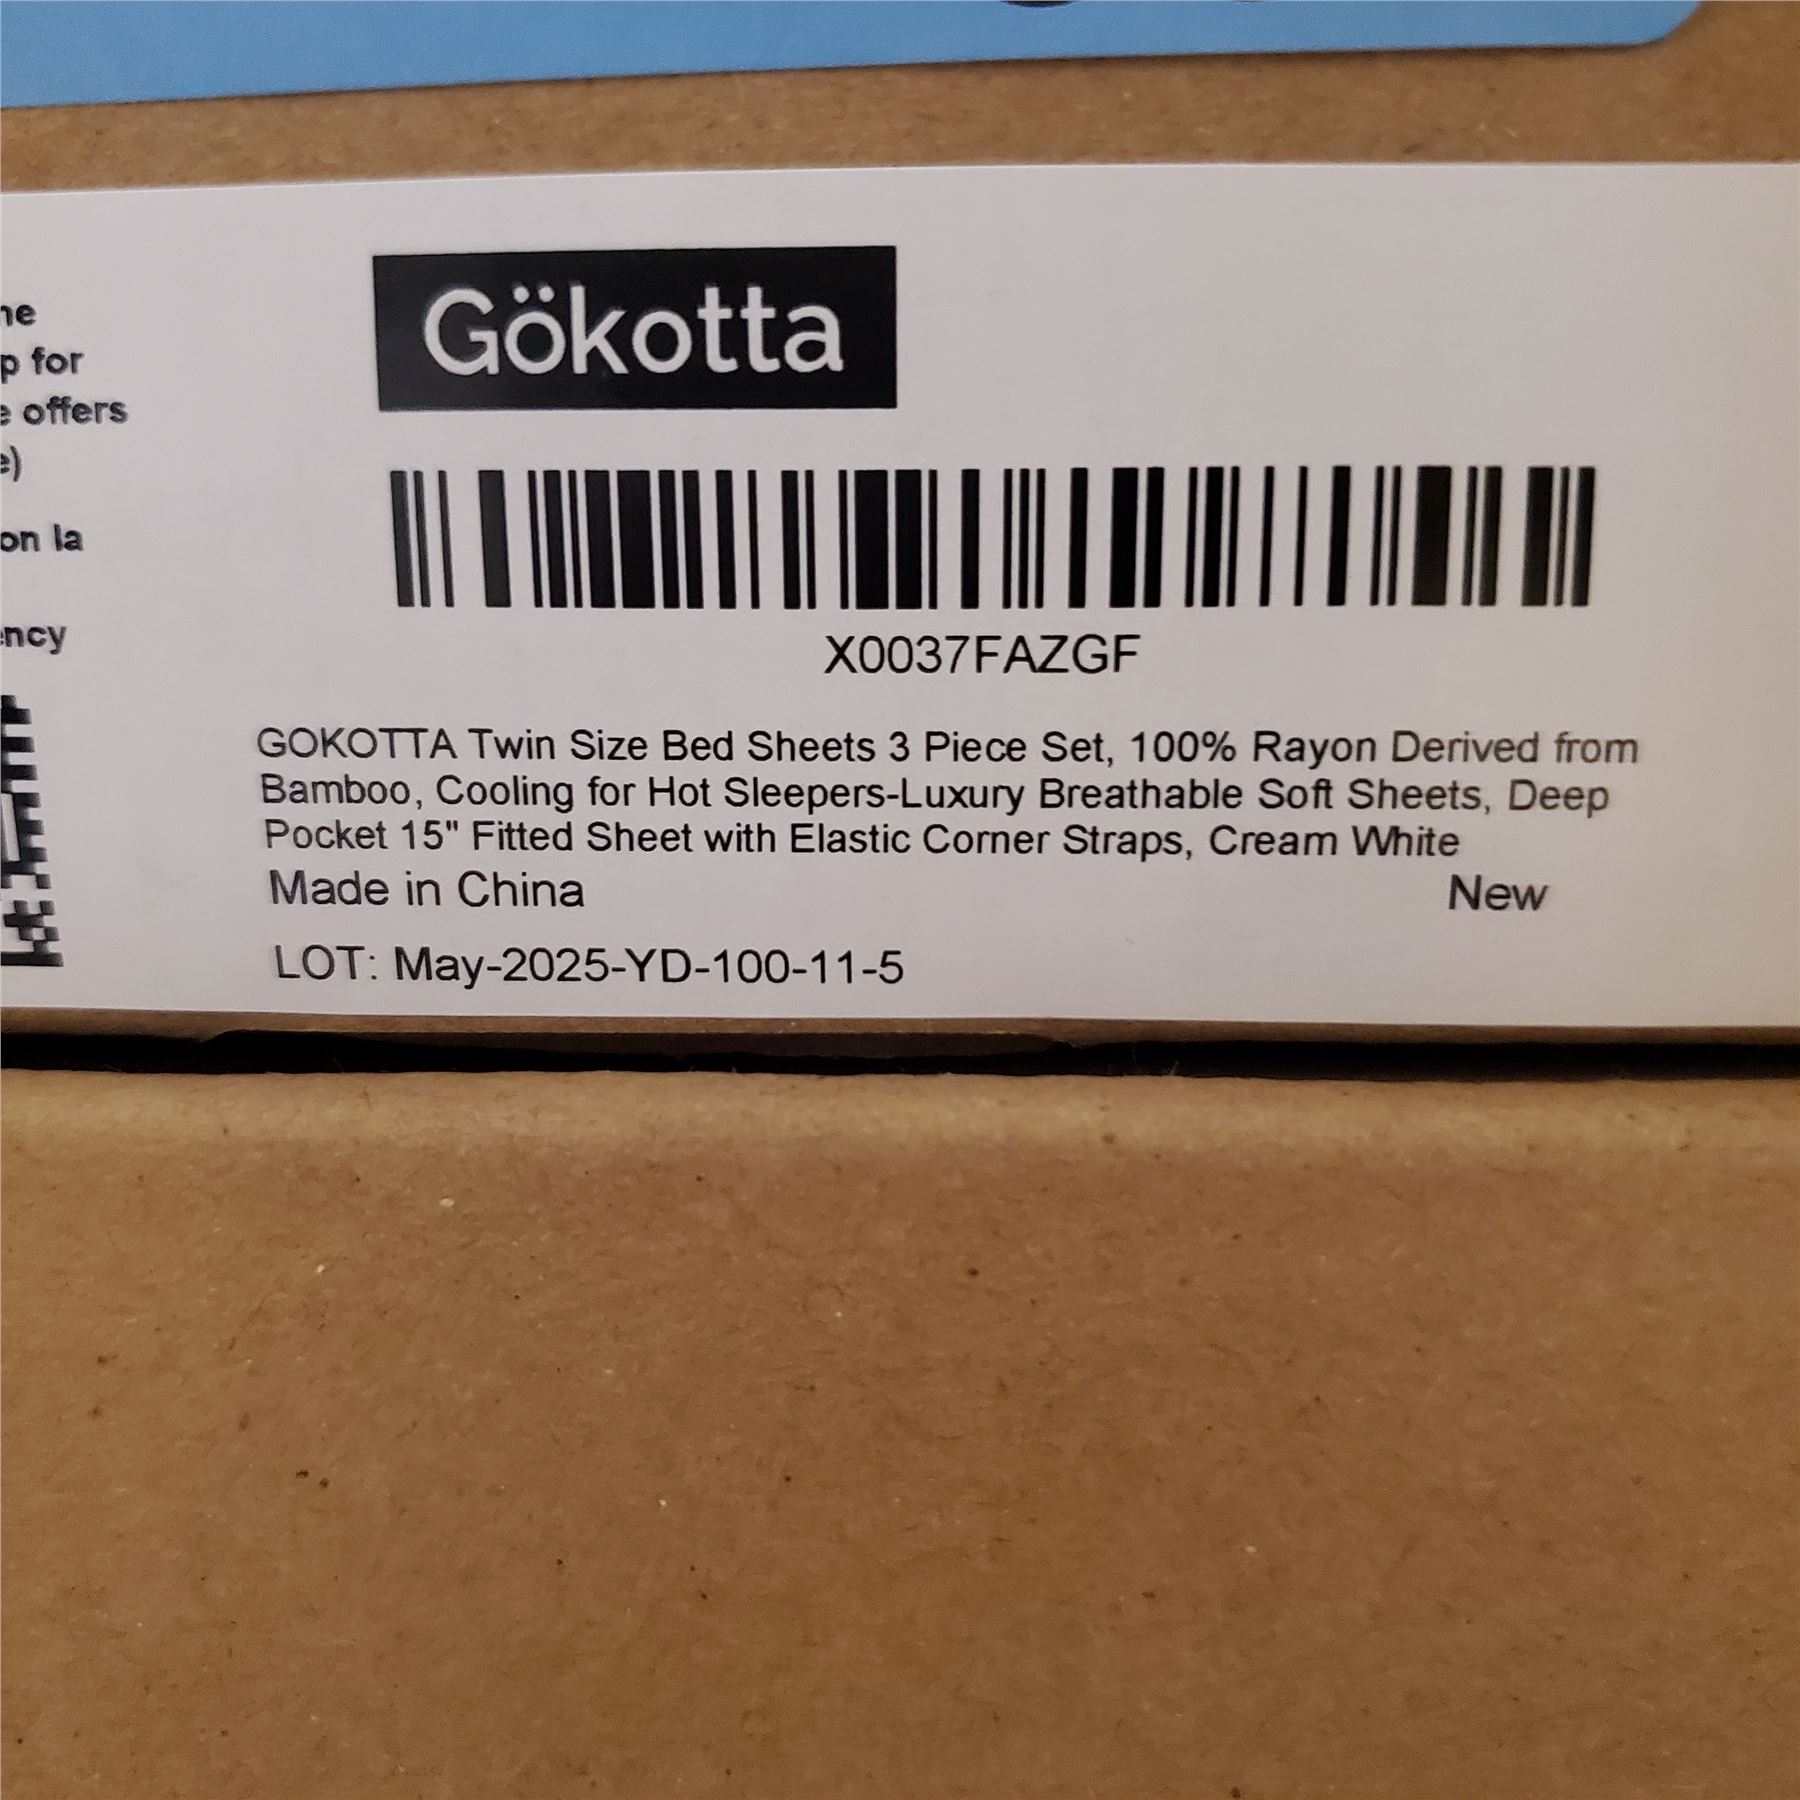 Gökotta
p for
offers
on la
X0037FAZGF
GOKOTTA Twin Size Bed Sheets 3 Piece Set, 100% Rayon Derived from
Bamboo, Cooling for Hot Sleepers-Luxury Breathable Soft Sheets, Deep
Pocket 15" Fitted Sheet with Elastic Corner Straps, Cream White
Made in China New
LOT: May-2025-YD-100-11-5